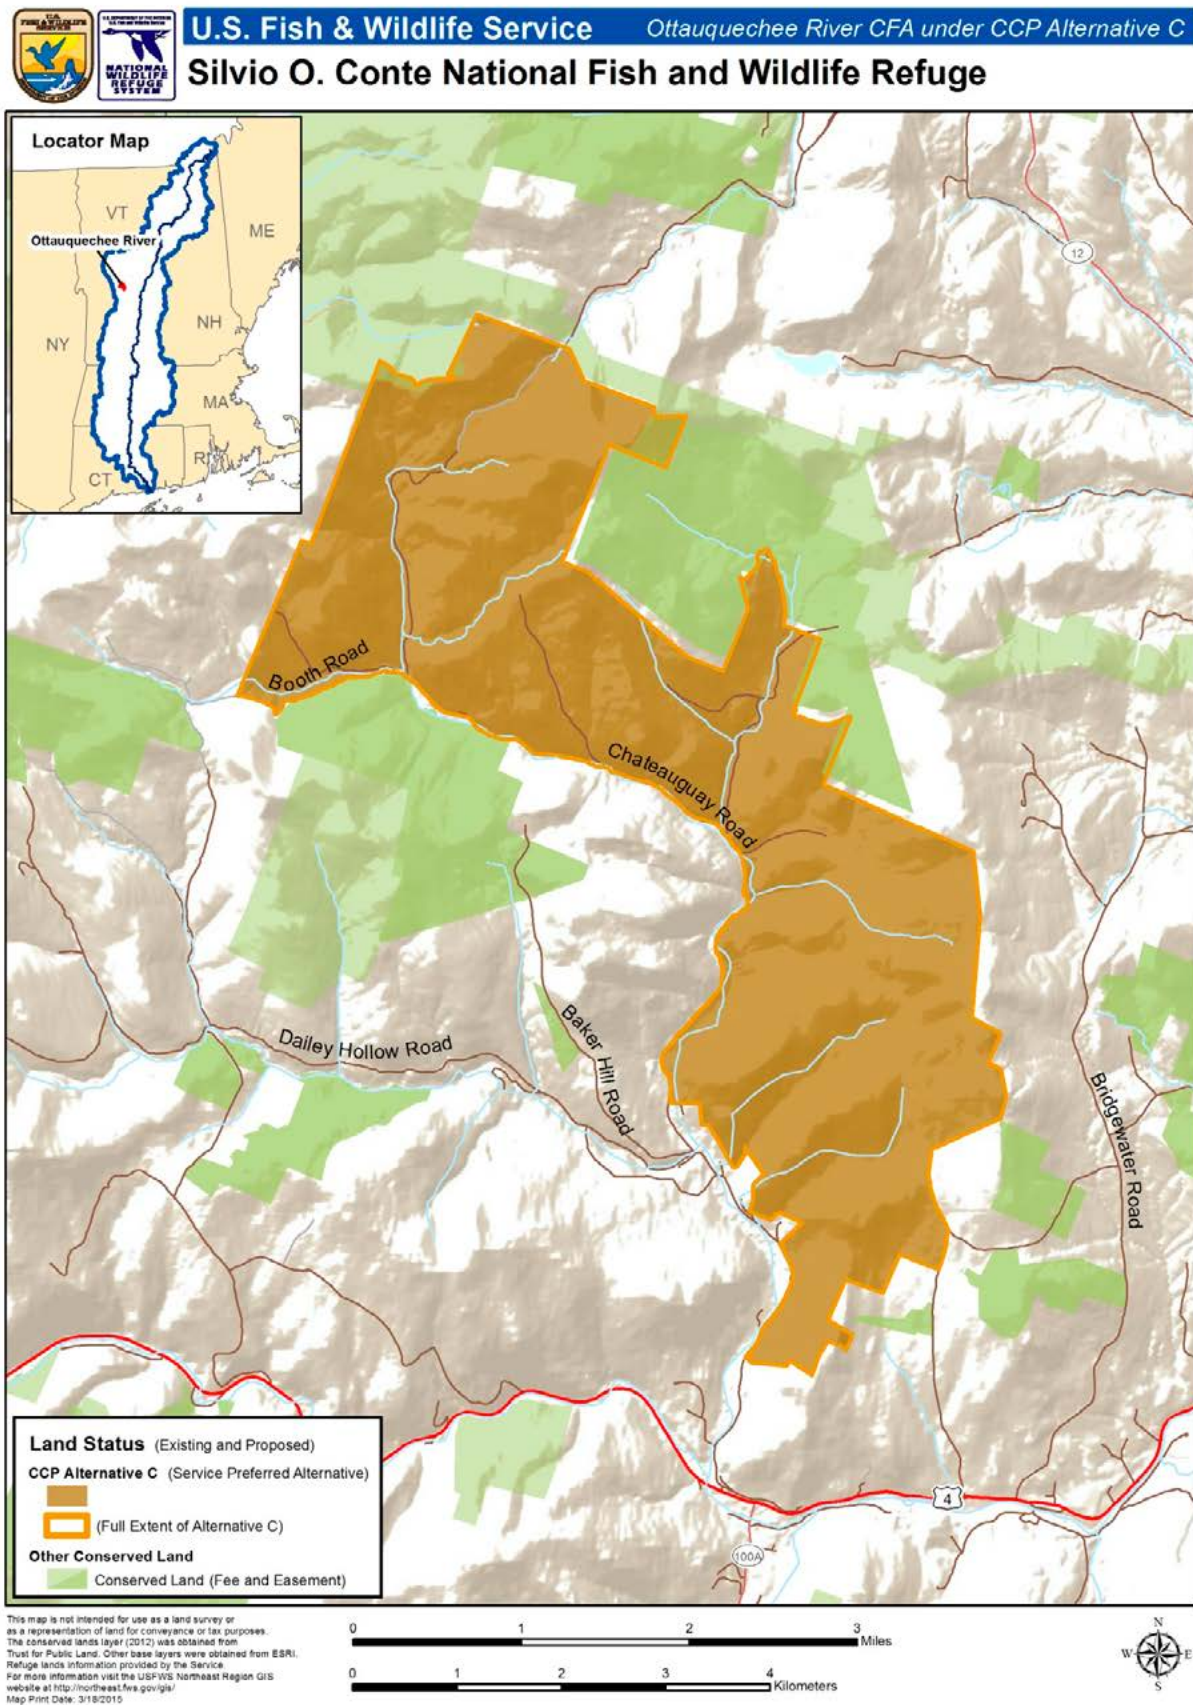 U.S.
FISH & WILDLIFE
SERVICE
NATIONAL
WILDLIFE
REFUGE
SYSTEM
U.S. Fish & Wildlife Service
Ottauquechee River CFA under CCP Alternative C
Silvio O. Conte National Fish and Wildlife Refuge
Locator Map
VT
ME
Ottauquechee River
NH
NY
MA
CT
12
Booth Road
Chateauguay Road
Dailey Hollow Road
Baker Hill Road
Bridgewater Road
4
100A
Land Status (Existing and Proposed)
CCP Alternative C (Service Preferred Alternative)
(Full Extent of Alternative C)
Other Conserved Land
Conserved Land (Fee and Easement)
This map is not intended for use as a land survey or
as a representation of land for conveyance or tax purposes.
The conserved lands layer (2012) was obtained from
Trust for Public Land. Other base layers were obtained from ESRI.
Refuge lands information provided by the Service.
For more information visit the USFWS Northeast Region GIS
website at http://northeast.fws.gov/gis/
Map Print Date: 3/18/2015
0 1 2 3
Miles
0 1 2 3 4
Kilometers
N
W E
S